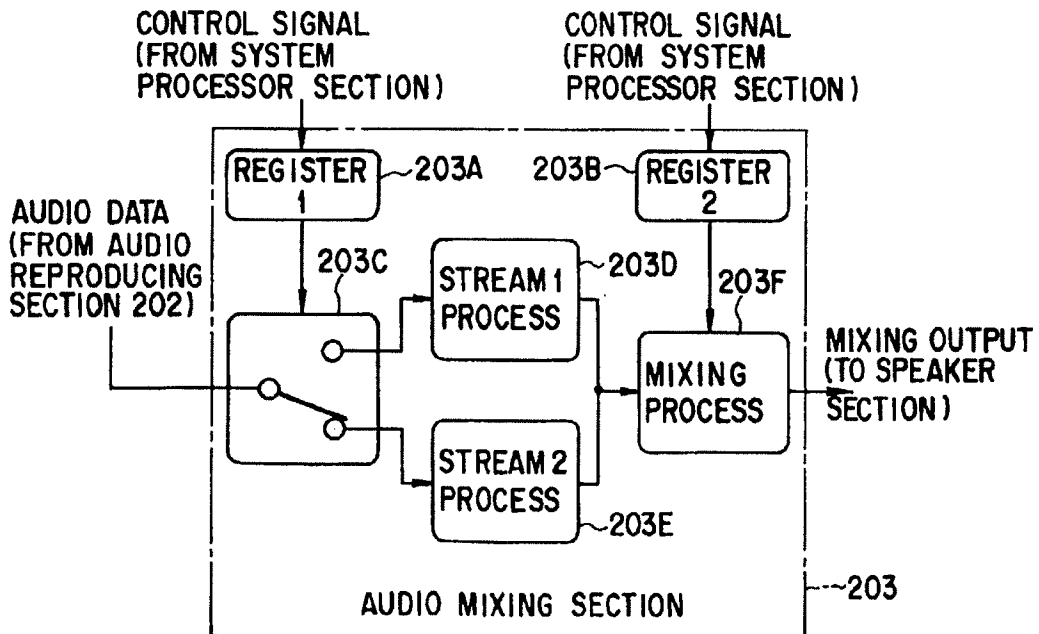 CONTROL SIGNAL
(FROM SYSTEM
PROCESSOR SECTION)
CONTROL SIGNAL
(FROM SYSTEM
PROCESSOR SECTION)
REGISTER
1
203A
203B
REGISTER
2
AUDIO DATA
(FROM AUDIO
REPRODUCING
SECTION 202)
203C
STREAM 1
PROCESS
203D
203F
MIXING
PROCESS
MIXING OUTPUT
(TO SPEAKER
SECTION)
STREAM 2
PROCESS
203E
203
AUDIO MIXING SECTION